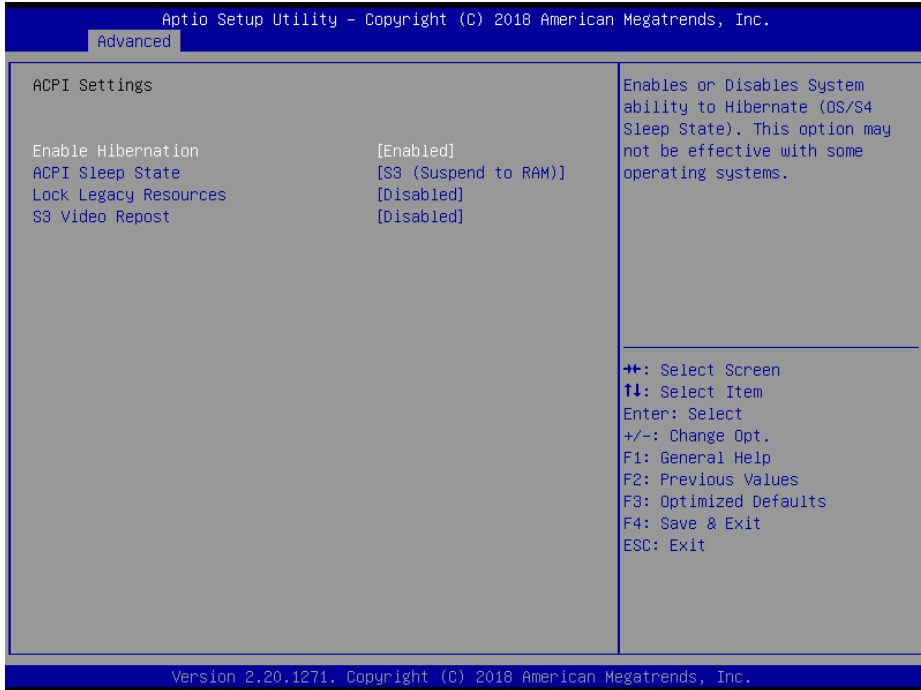 Aptio Setup Utility – Copyright (C) 2018 American Megatrends, Inc.
Advanced
ACPI Settings
Enable Hibernation [Enabled]
ACPI Sleep State [S3 (Suspend to RAM)]
Lock Legacy Resources [Disabled]
S3 Video Repost [Disabled]
Enables or Disables System
ability to Hibernate (OS/S4
Sleep State). This option may
not be effective with some
operating systems.
→←: Select Screen
↑↓: Select Item
Enter: Select
+/-: Change Opt.
F1: General Help
F2: Previous Values
F3: Optimized Defaults
F4: Save & Exit
ESC: Exit
Version 2.20.1271. Copyright (C) 2018 American Megatrends, Inc.